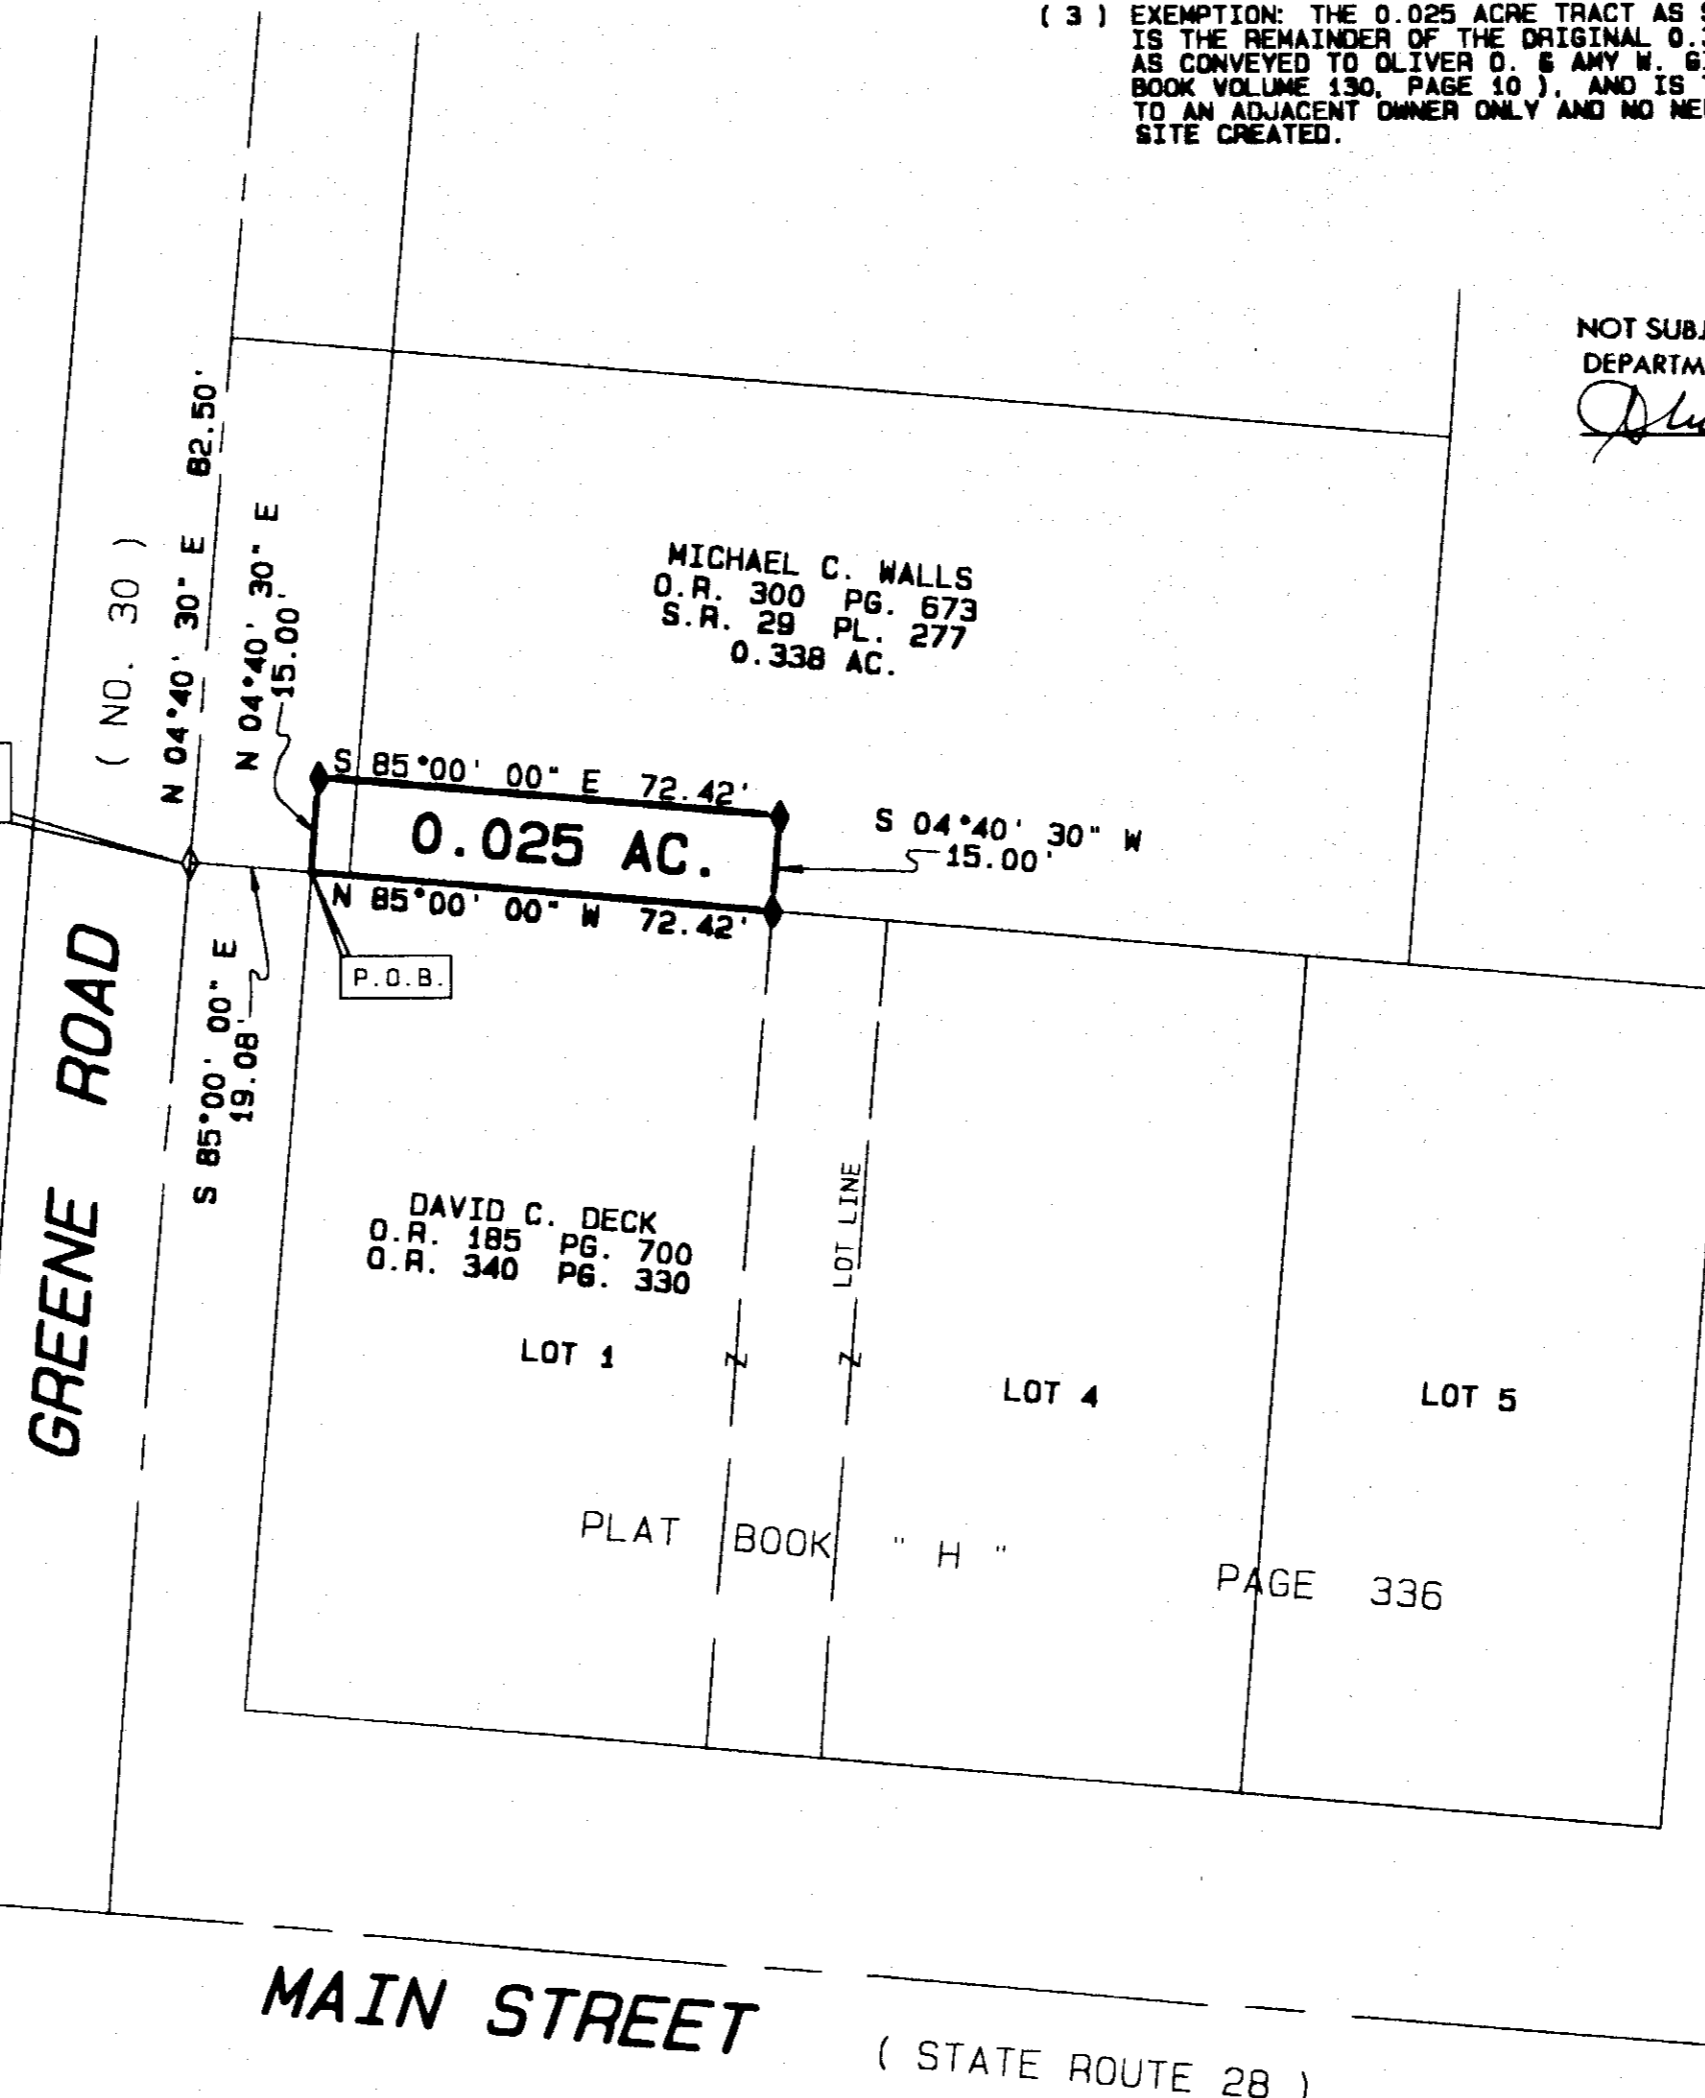 ( 3 ) EXEMPTION: THE 0.025 ACRE TRACT AS
IS THE REMAINDER OF THE ORIGINAL 0.
AS CONVEYED TO OLIVER O. & AMY W.
BOOK VOLUME 130, PAGE 10 ), AND IS
TO AN ADJACENT OWNER ONLY AND NO
SITE CREATED.
NOT
( NO. 30 )
N 04°40' 30" E 82.50'
N 04°40' 30" E
15.00'
MICHAEL C. WALLS
O.R. 300 PG. 673
S.R. 29 PL. 277
0.338 AC.
S 85°00' 00" E 72.42'
0.025 AC.
S 04°40' 30" W
15.00'
N 85°00' 00" W 72.42'
P.O.B.
S 85°00' 00" E
19.08'
GREENE ROAD
DAVID C. DECK
O.R. 185 PG. 700
O.R. 340 PG. 330
LOT 1
LOT LINE
LOT 4
LOT 5
PLAT BOOK " H " PAGE 336
MAIN STREET
( STATE ROUTE 28 )